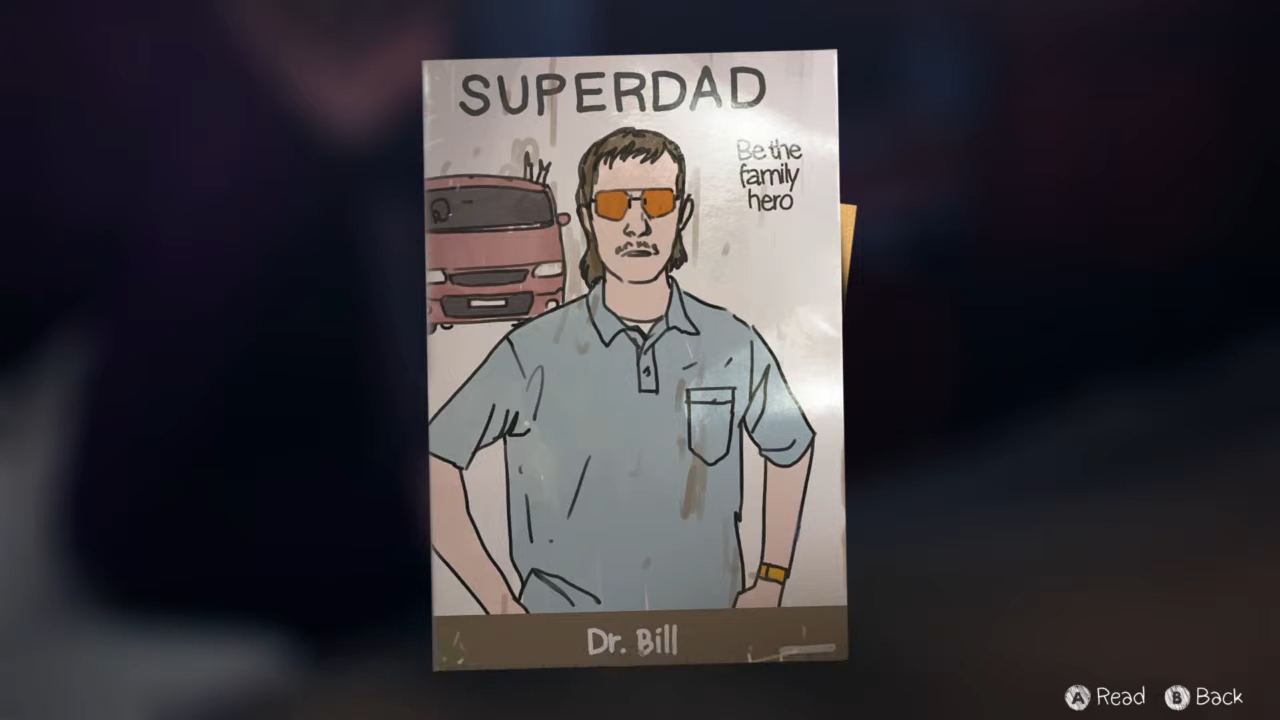 SUPERDAD
Be the
family
hero
Dr. Bill
A Read B Back